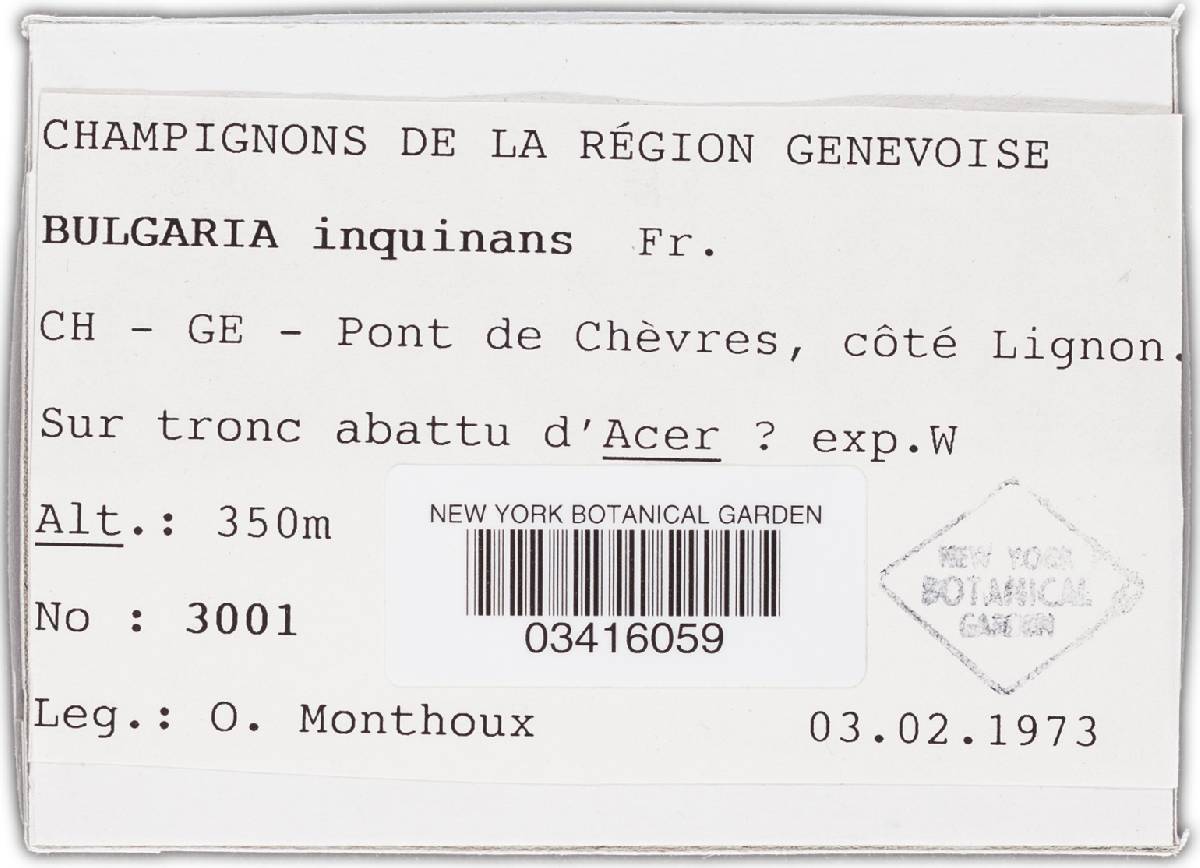 CHAMPIGNONS DE LA RÉGION GENEVOISE
BULGARIA inquinans Fr.
CH - GE - Pont de Chèvres, côté Lignon.
Sur tronc abattu d'Acer ? exp.W
Alt.: 350m
No : 3001
Leg.: O. Monthoux
03.02.1973
NEW YORK BOTANICAL GARDEN
03416059
NEW YORK
BOTANICAL
GARDEN